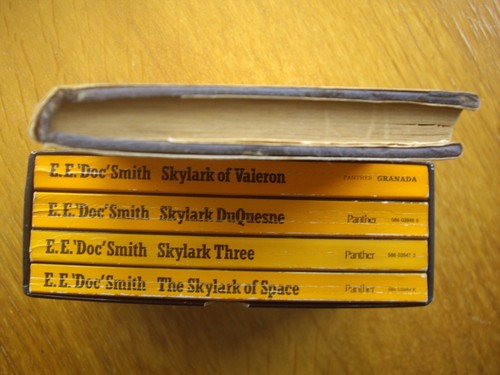 E.E.'Doc' Smith Skylark of Valeron PANTHER GRANADA
E.E.'Doc' Smith Skylark DuQuesne Panther
E.E.'Doc' Smith Skylark Three Panther
E.E.'Doc' Smith The Skylark of Space Panther